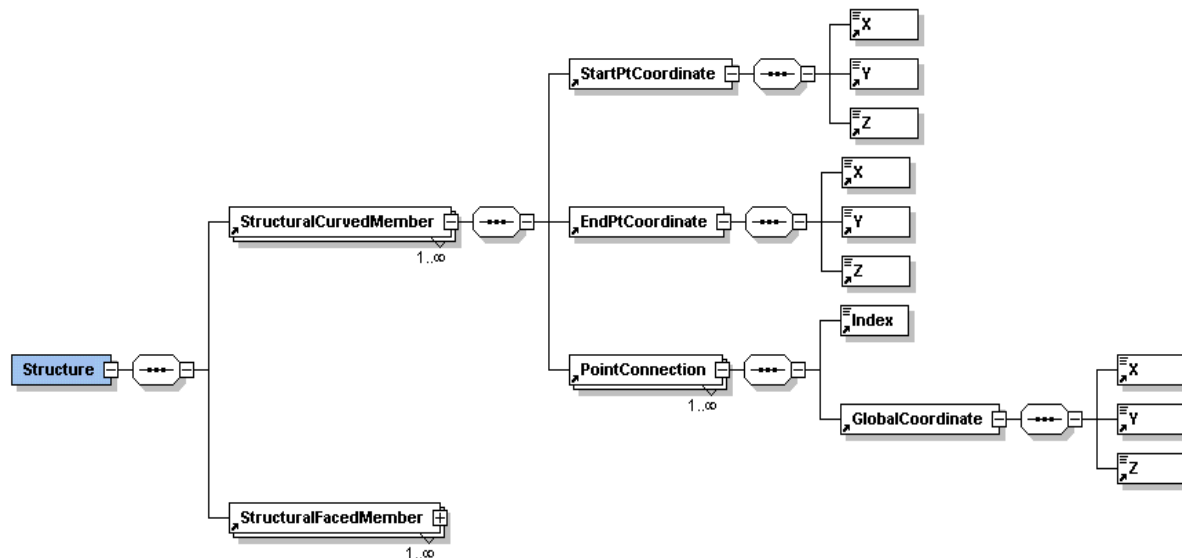 X
StartPtCoordinate
Y
Z
X
StructuralCurvedMember
EndPtCoordinate
Y
1..∞
Z
Index
Structure
PointConnection
X
1..∞
GlobalCoordinate
Y
Z
StructuralFacedMember
1..∞